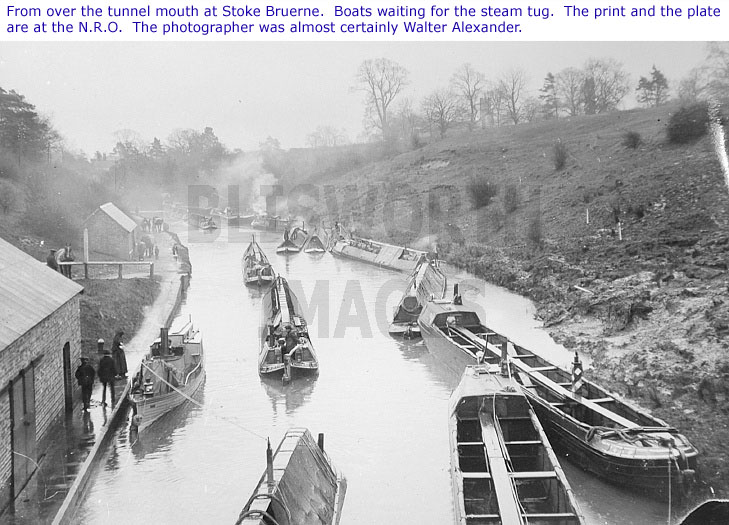 From over the tunnel mouth at Stoke Bruerne.  Boats waiting for the steam tug.  The print and the plate
are at the N.R.O.  The photographer was almost certainly Walter Alexander.
BLISWORTH
IMAGES